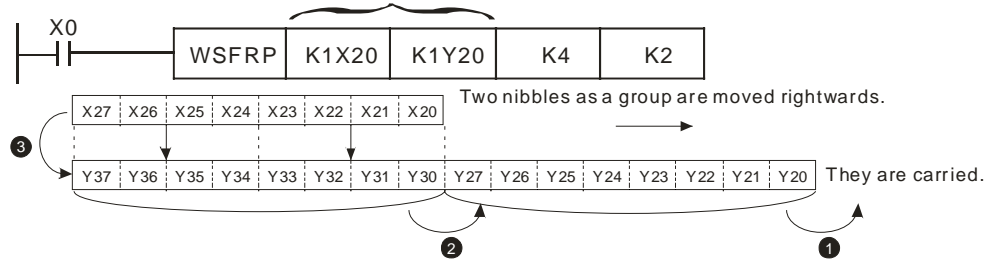 X0
WSFRP K1X20 K1Y20 K4 K2
X27 X26 X25 X24 X23 X22 X21 X20 Two nibbles as a group are moved rightwards.
3
Y37 Y36 Y35 Y34 Y33 Y32 Y31 Y30 Y27 Y26 Y25 Y24 Y23 Y22 Y21 Y20 They are carried.
2 1